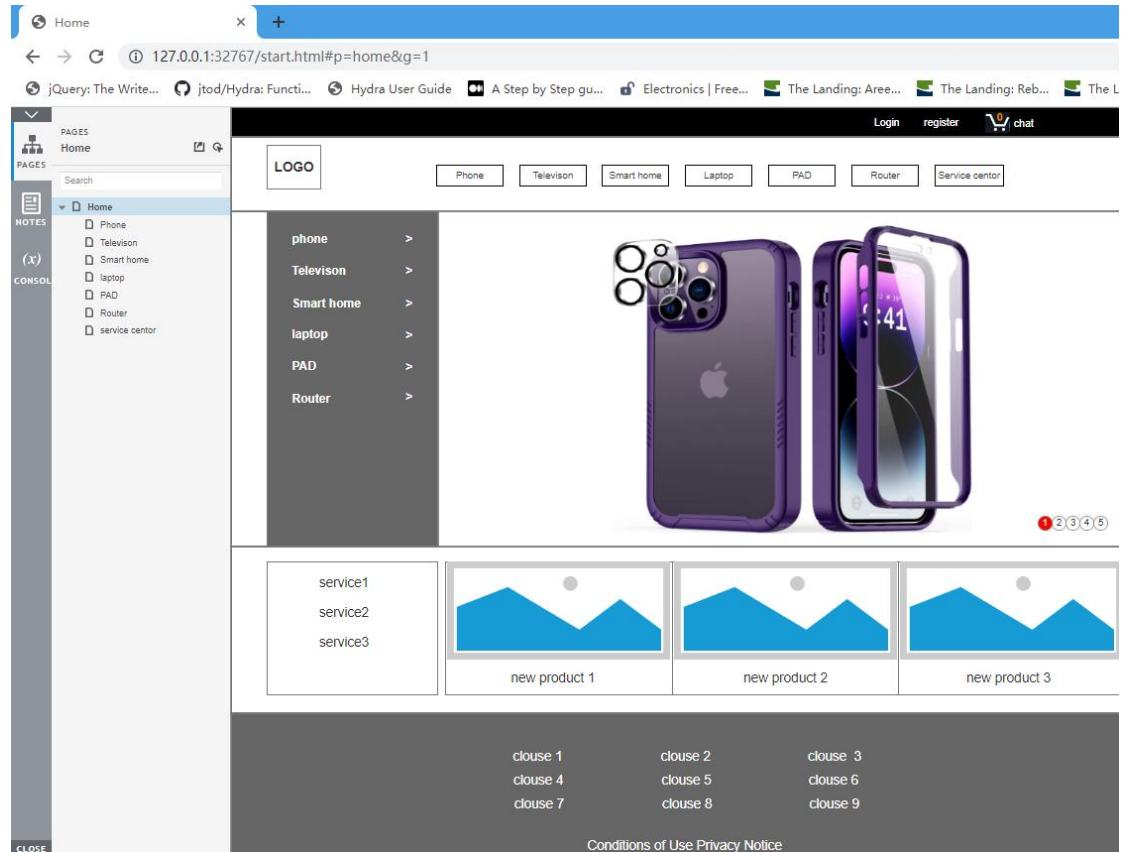 Home
127.0.0.1:32767/start.html#p=home&g=1
jQuery: The Write... jtod/Hydra: Functi... Hydra User Guide A Step by Step gu... Electronics | Free... The Landing: Aree... The Landing: Reb... The L
PAGES
NOTES
(x)
CONSOL
CLOSE
PAGES
Home
Search
Home
Phone
Televison
Smart home
laptop
PAD
Router
service centor
Login register 0 chat
LOGO
Phone Televison Smart home Laptop PAD Router Service centor
phone >
Televison >
Smart home >
laptop >
PAD >
Router >
9:41
1 2 3 4 5
service1
service2
service3
new product 1 new product 2 new product 3
clouse 1 clouse 2 clouse 3
clouse 4 clouse 5 clouse 6
clouse 7 clouse 8 clouse 9
Conditions of Use Privacy Notice